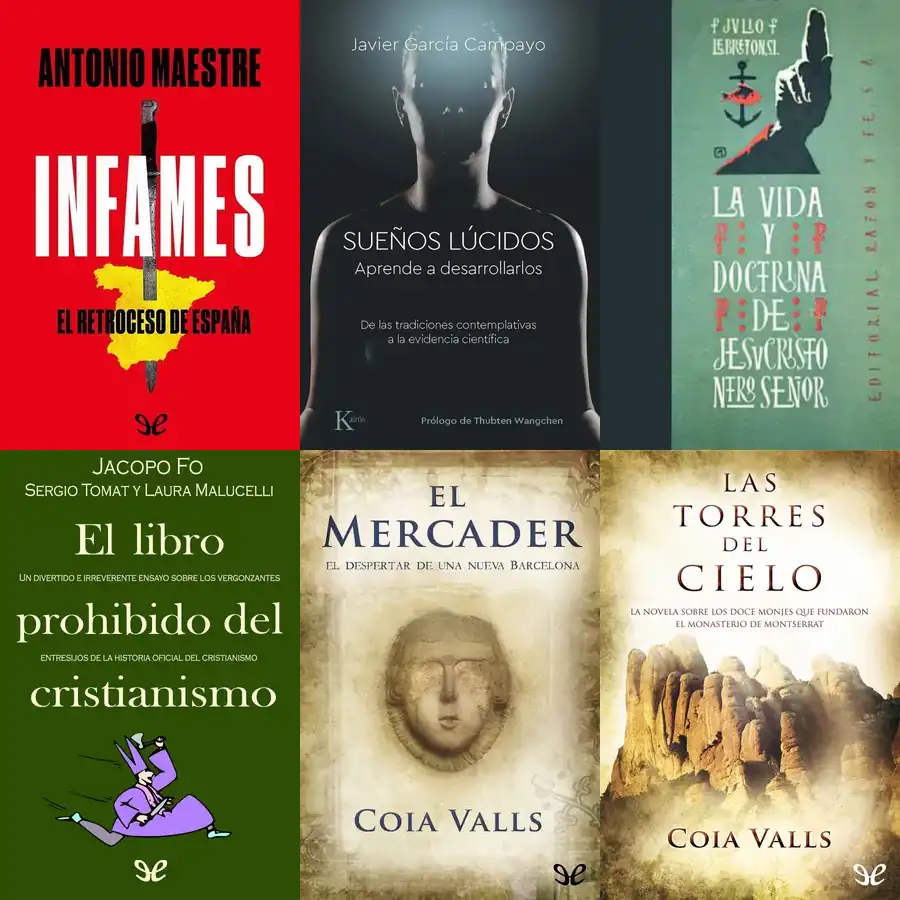 ANTONIO MAESTRE
INFAMES
EL RETROCESO DE ESPAÑA
Javier García Campayo
SUEÑOS LÚCIDOS
Aprende a desarrollarlos
De las tradiciones contemplativas
a la evidencia científica
Kairós
Prólogo de Thubten Wangchen
JULIO
LEBRETON, S.I.
LA VIDA
Y
DOCTRINA
DE
JESUCRISTO
NTRO SEÑOR
EDITORIAL RAZON Y FE, S.A.
JACOPO FO
SERGIO TOMAT Y LAURA MALUCELLI
El libro
UN DIVERTIDO E IRREVERENTE ENSAYO SOBRE LOS VERGONZANTES
prohibido del
ENTRESIJOS DE LA HISTORIA OFICIAL DEL CRISTIANISMO
cristianismo
EL
MERCADER
EL DESPERTAR DE UNA NUEVA BARCELONA
COIA VALLS
LAS
TORRES
DEL
CIELO
LA NOVELA SOBRE LOS DOCE MONJES QUE FUNDARON
EL MONASTERIO DE MONTSERRAT
COIA VALLS